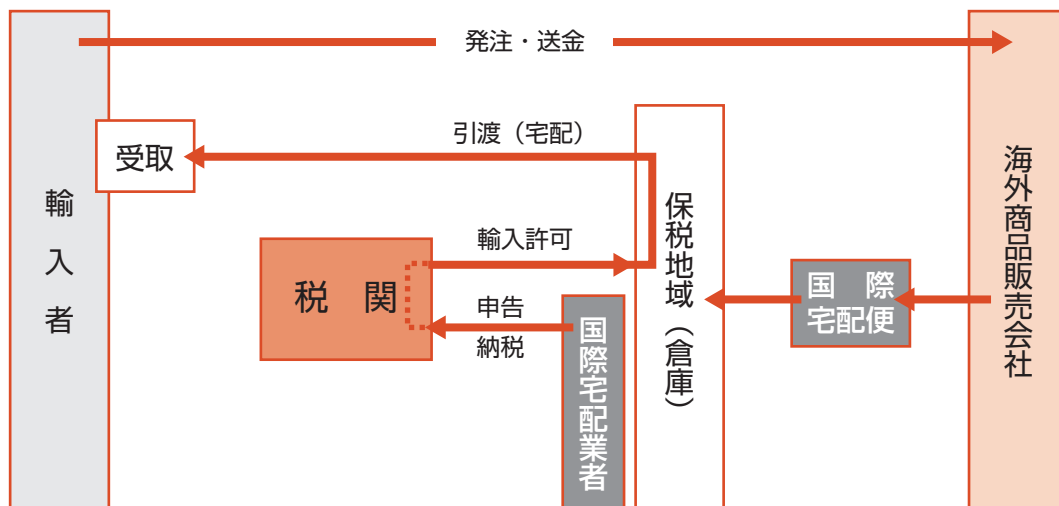 発注・送金
引渡（宅配）
受取
輸入者
輸入許可
税関
申告
納税
国際宅配業者
保税地域（倉庫）
国際
宅配便
海外商品販売会社